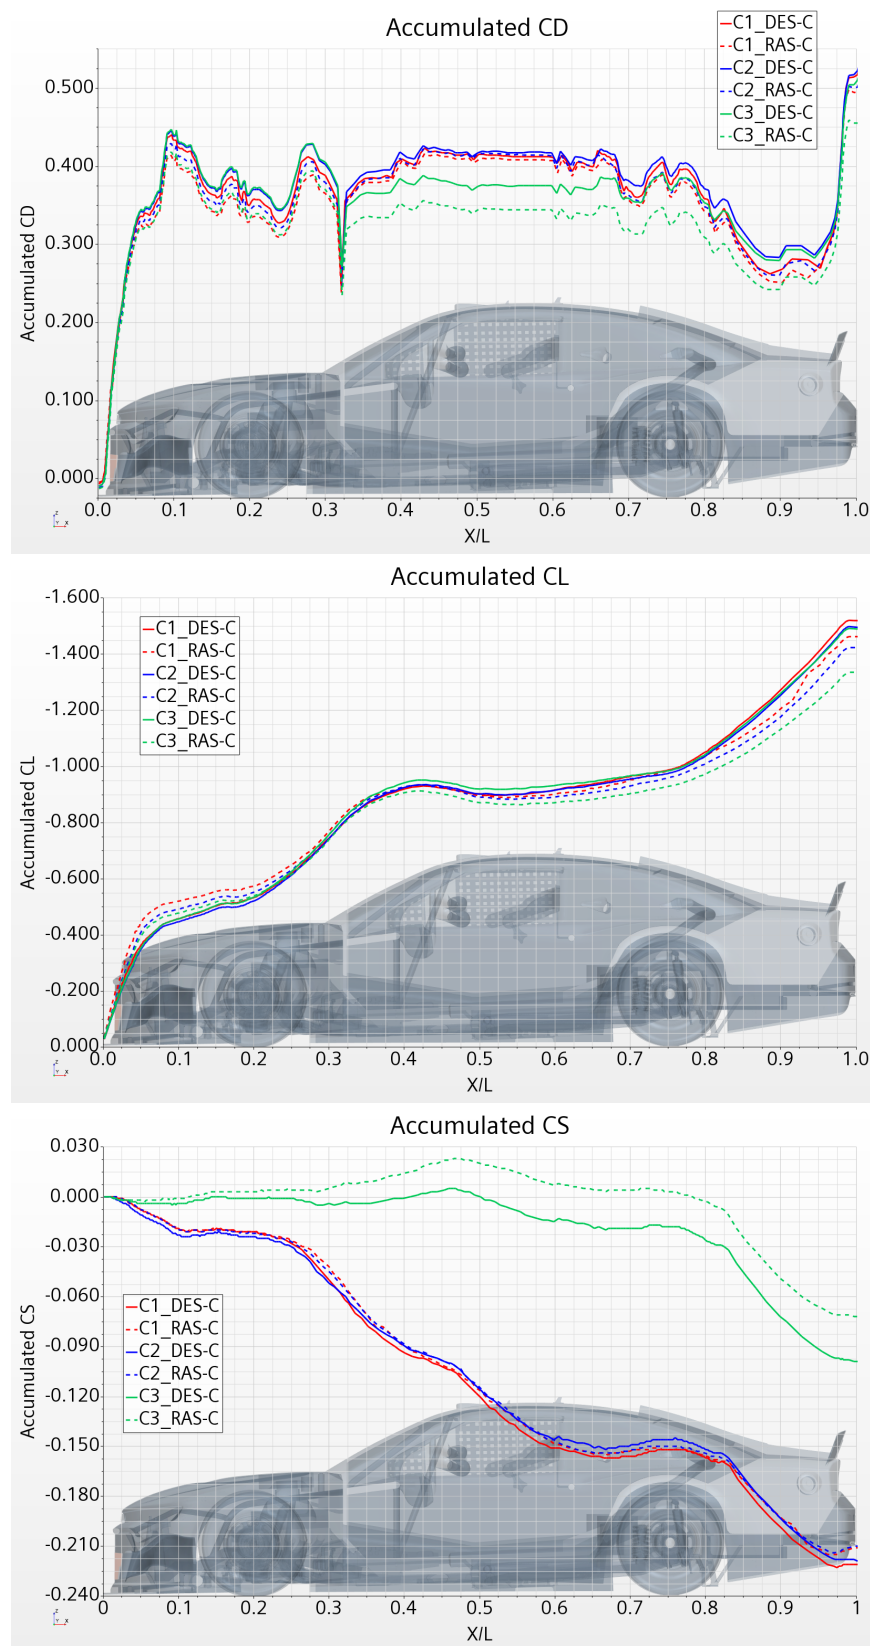 Accumulated CD
C1_DES-C
C1_RAS-C
C2_DES-C
C2_RAS-C
C3_DES-C
C3_RAS-C
0.500
0.400
0.300
0.200
0.100
0.000
Accumulated CD
0.0 0.1 0.2 0.3 0.4 0.5 0.6 0.7 0.8 0.9 1.0
X/L
Z
Y X
Accumulated CL
-1.600
-1.400
-1.200
-1.000
-0.800
-0.600
-0.400
-0.200
0.000
Accumulated CL
C1_DES-C
C1_RAS-C
C2_DES-C
C2_RAS-C
C3_DES-C
C3_RAS-C
0.0 0.1 0.2 0.3 0.4 0.5 0.6 0.7 0.8 0.9 1.0
X/L
Z
Y X
Accumulated CS
0.030
0.000
-0.030
-0.060
-0.090
-0.120
-0.150
-0.180
-0.210
-0.240
Accumulated CS
C1_DES-C
C1_RAS-C
C2_DES-C
C2_RAS-C
C3_DES-C
C3_RAS-C
0 0.1 0.2 0.3 0.4 0.5 0.6 0.7 0.8 0.9 1.0
X/L
Z
Y X